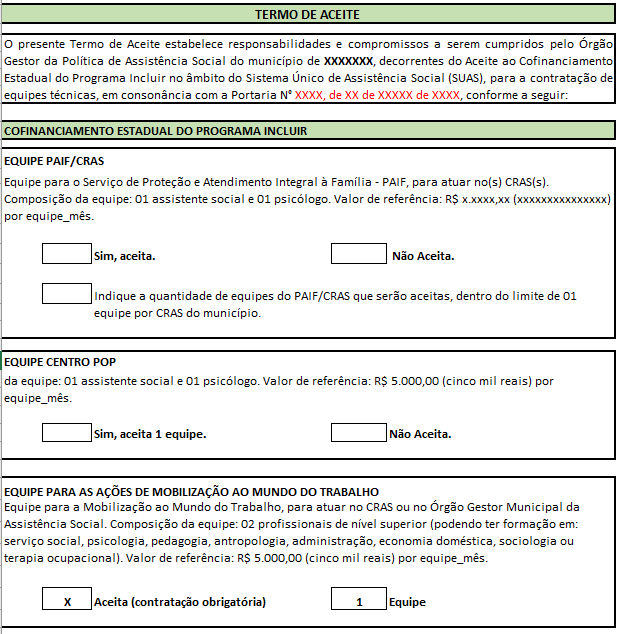 TERMO DE ACEITE
O presente Termo de Aceite estabelece responsabilidades e compromissos a serem cumpridos pelo Órgão
Gestor da Política de Assistência Social do município de XXXXXXX, decorrentes do Aceite ao Cofinanciamento
Estadual do Programa Incluir no âmbito do Sistema Único de Assistência Social (SUAS), para a contratação de
equipes técnicas, em consonância com a Portaria N° XXXX, de XX de XXXXX de XXXX, conforme a seguir:
COFINANCIAMENTO ESTADUAL DO PROGRAMA INCLUIR
EQUIPE PAIF/CRAS
Equipe para o Serviço de Proteção e Atendimento Integral à Família - PAIF, para atuar no(s) CRAS(s).
Composição da equipe: 01 assistente social e 01 psicólogo. Valor de referência: R$ x.xxxx,xx (xxxxxxxxxxxxxxx)
por equipe_mês.
Sim, aceita. Não Aceita.
Indique a quantidade de equipes do PAIF/CRAS que serão aceitas, dentro do limite de 01
equipe por CRAS do município.
EQUIPE CENTRO POP
da equipe: 01 assistente social e 01 psicólogo. Valor de referência: R$ 5.000,00 (cinco mil reais) por
equipe_mês.
Sim, aceita 1 equipe. Não Aceita.
EQUIPE PARA AS AÇÕES DE MOBILIZAÇÃO AO MUNDO DO TRABALHO
Equipe para a Mobilização ao Mundo do Trabalho, para atuar no CRAS ou no Órgão Gestor Municipal da
Assistência Social. Composição da equipe: 02 profissionais de nível superior (podendo ter formação em:
serviço social, psicologia, pedagogia, antropologia, administração, economia doméstica, sociologia ou
terapia ocupacional). Valor de referência: R$ 5.000,00 (cinco mil reais) por equipe_mês.
X Aceita (contratação obrigatória) 1 Equipe